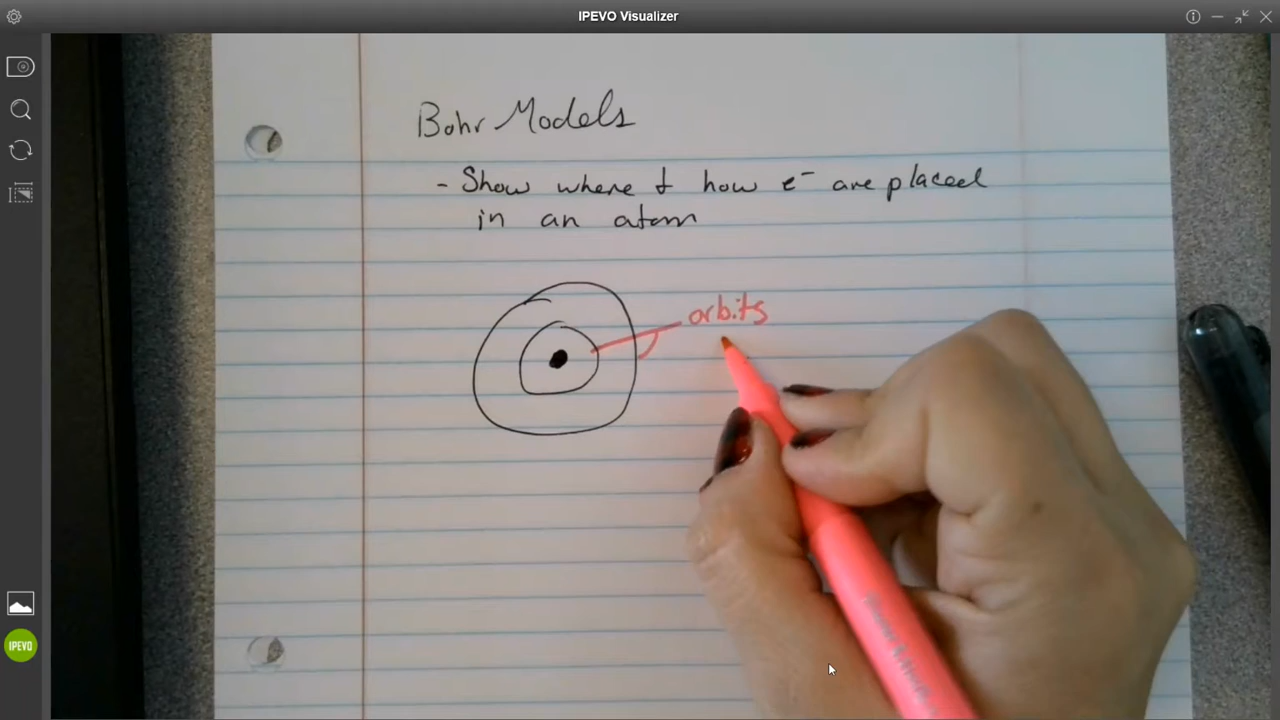 IPEVO Visualizer
Bohr Models
- Show where & how e⁻ are placed
in an atom
orbits
IPEVO